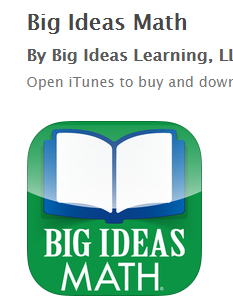 Big Ideas Math
By Big Ideas Learning,
Open iTunes to buy and
BIG IDEAS
MATH®